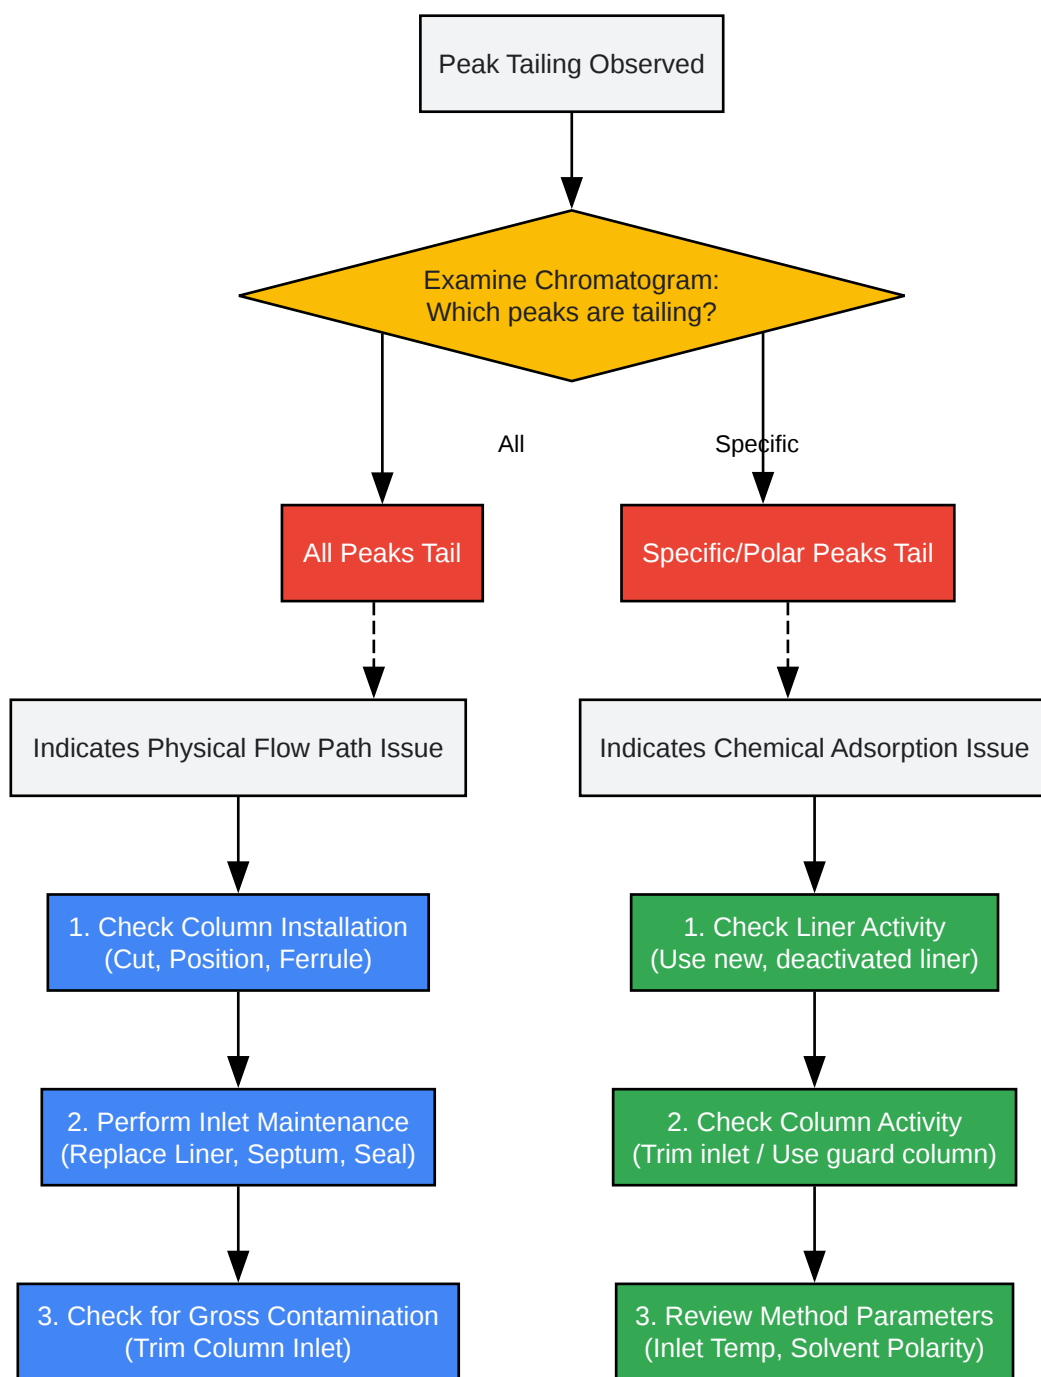 Peak Tailing Observed
Examine Chromatogram:
Which peaks are tailing?
All
Specific
All Peaks Tail
Specific/Polar Peaks Tail
Indicates Physical Flow Path Issue
Indicates Chemical Adsorption Issue
1. Check Column Installation
(Cut, Position, Ferrule)
1. Check Liner Activity
(Use new, deactivated liner)
2. Perform Inlet Maintenance
(Replace Liner, Septum, Seal)
2. Check Column Activity
(Trim inlet / Use guard column)
3. Check for Gross Contamination
(Trim Column Inlet)
3. Review Method Parameters
(Inlet Temp, Solvent Polarity)